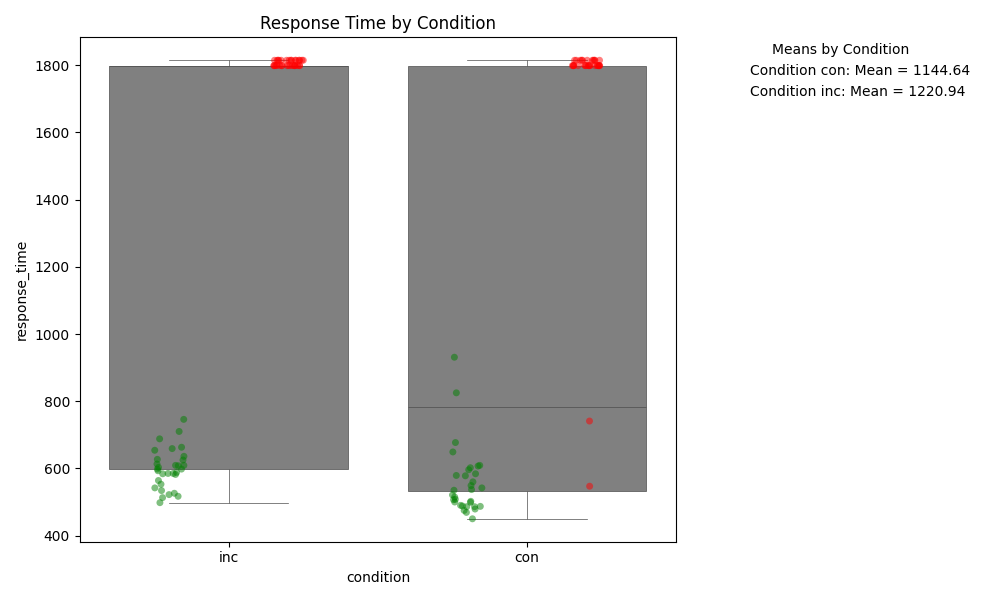 Response Time by Condition
Means by Condition
Condition con: Mean = 1144.64
Condition inc: Mean = 1220.94
response_time
1800
1600
1400
1200
1000
800
600
400
inc
con
condition